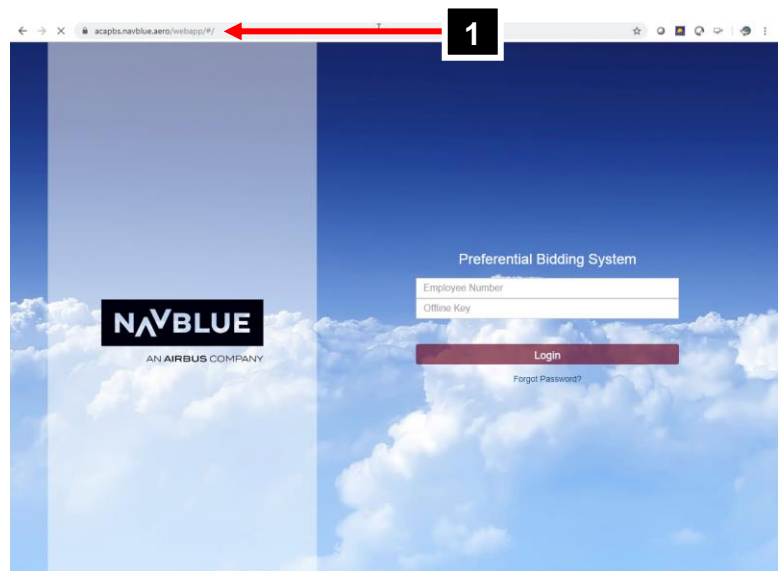 acapbs.navblue.aero/webapp/#/
1
Preferential Bidding System
Employee Number
Offline Key
NAVBLUE
AN AIRBUS COMPANY
Login
Forgot Password?